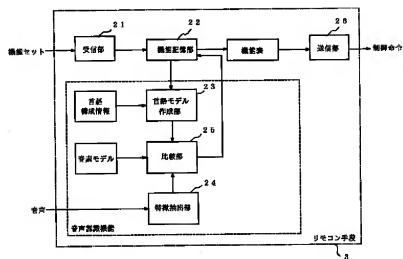 21
22
26
機能セット
受信部
機能記憶部
機能表
送信部
制御命令
23
言語
構成情報
言語モデル
作成部
25
音声モデル
比較部
24
音声
特徴抽出部
音声認識機能
リモコン手段
3